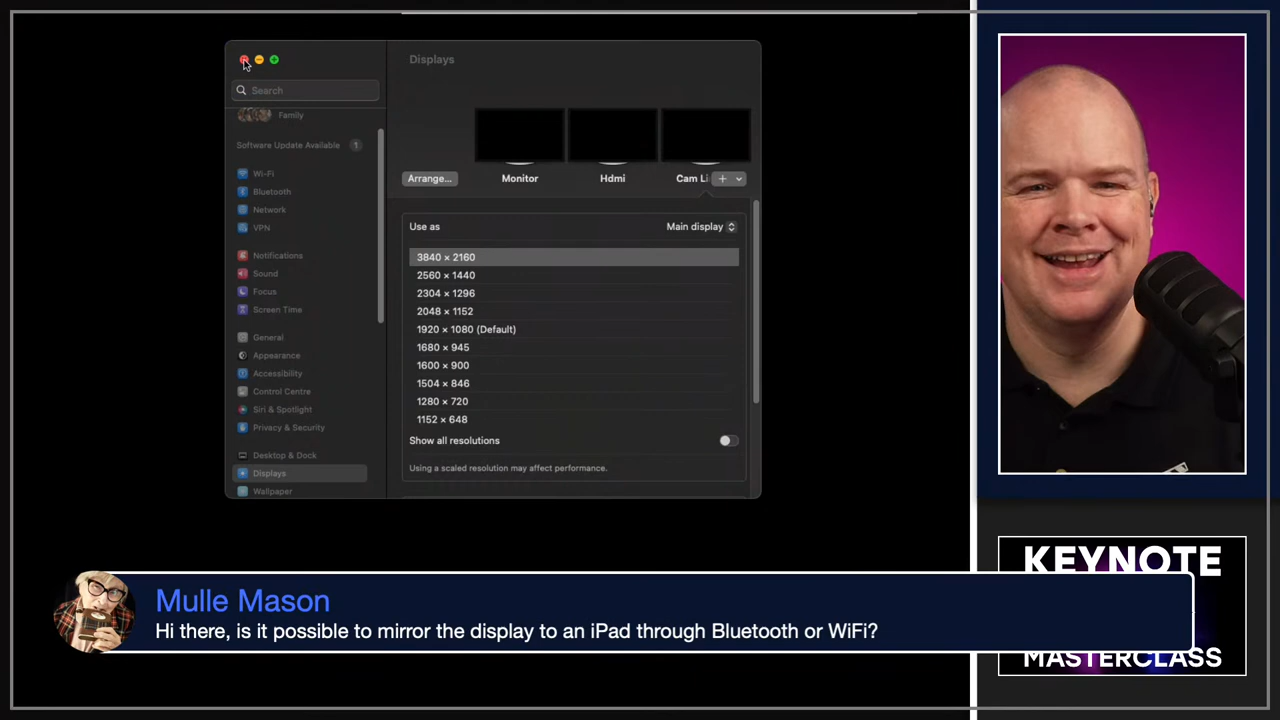 Displays
Search
Family
Software Update Available 1
Wi-Fi
Bluetooth
Network
VPN
Notifications
Sound
Focus
Screen Time
General
Appearance
Accessibility
Control Centre
Siri & Spotlight
Privacy & Security
Desktop & Dock
Displays
Wallpaper
Arrange...
Monitor
Hdmi
Cam Li
Use as
Main display
3840 × 2160
2560 × 1440
2304 × 1296
2048 × 1152
1920 × 1080 (Default)
1680 × 945
1600 × 900
1504 × 846
1280 × 720
1152 × 648
Show all resolutions
Using a scaled resolution may affect performance.
Mulle Mason
Hi there, is it possible to mirror the display to an iPad through Bluetooth or WiFi?
KEYNOTE
MASTERCLASS